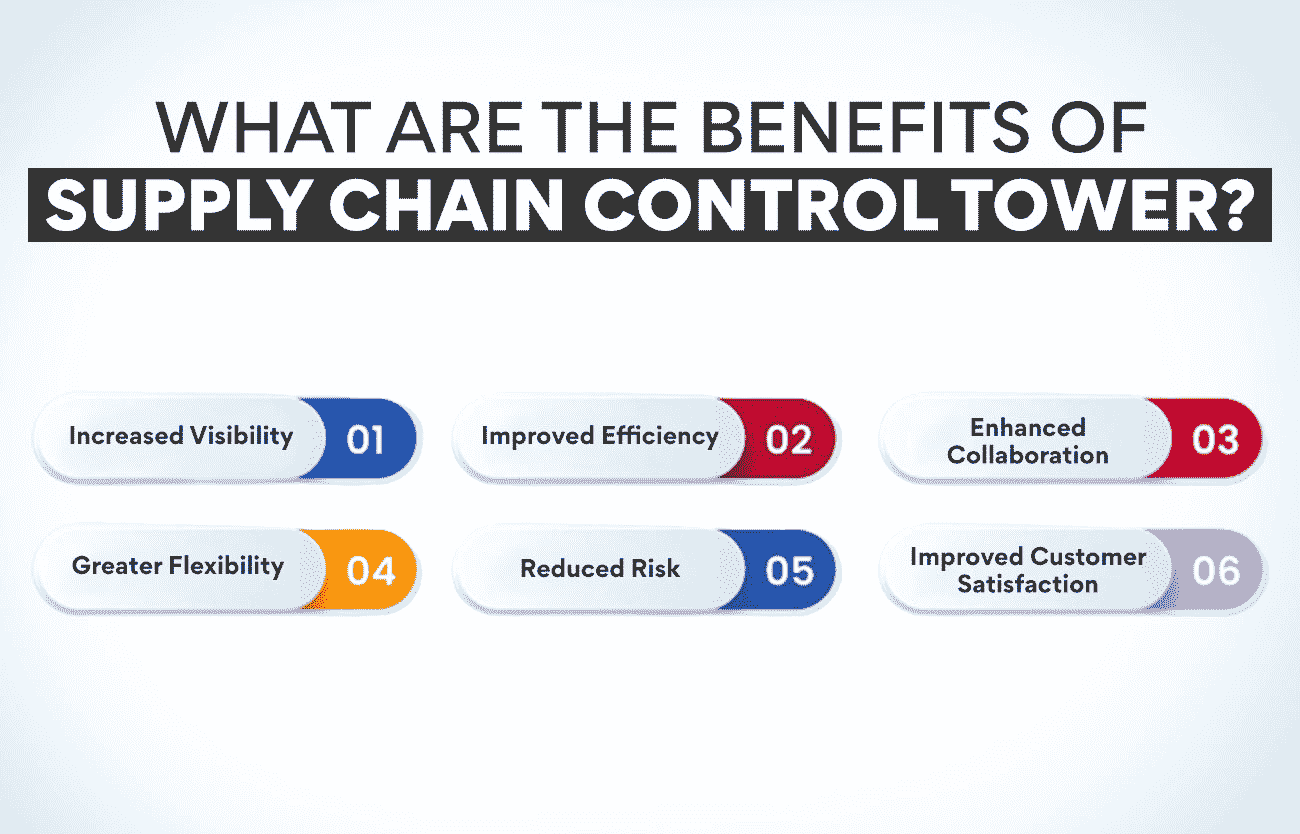 WHAT ARE THE BENEFITS OF
SUPPLY CHAIN CONTROL TOWER?
Increased Visibility 01
Improved Efficiency 02
Enhanced
Collaboration 03
Greater Flexibility 04
Reduced Risk 05
Improved Customer
Satisfaction 06